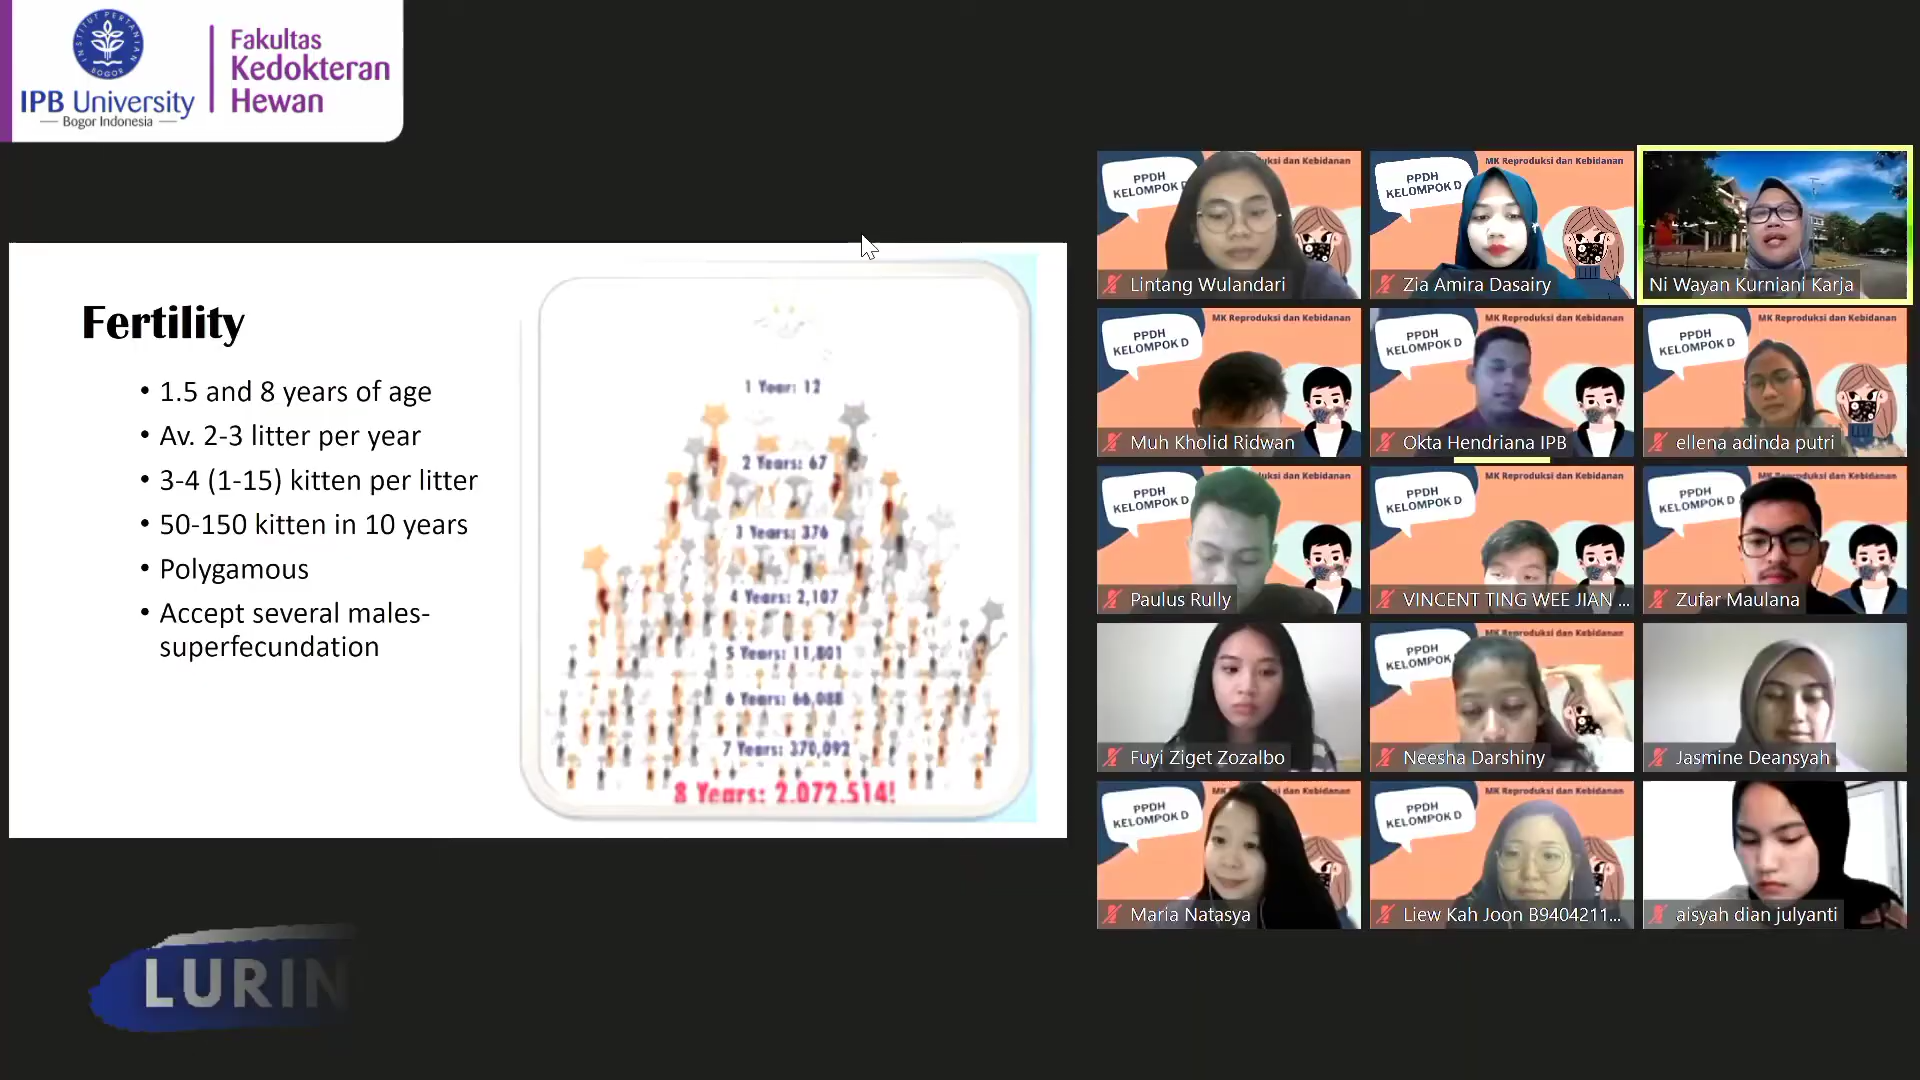 INSTITUT PERTANIAN BOGOR
IPB University
Bogor Indonesia
Fakultas
Kedokteran
Hewan
Fertility
• 1.5 and 8 years of age
• Av. 2-3 litter per year
• 3-4 (1-15) kitten per litter
• 50-150 kitten in 10 years
• Polygamous
• Accept several males-
superfecundation
1 Year: 12
2 Years: 67
3 Years: 376
4 Years: 2,107
5 Years: 11,801
6 Years: 66,088
7 Years: 370,092
8 Years: 2.072.514!
PPDH
KELOMPOK D
Lintang Wulandari
MK Reproduksi dan Kebidanan
PPDH
KELOMPOK D
Zia Amira Dasairy
Ni Wayan Kurniani Karja
MK Reproduksi dan Kebidanan
PPDH
KELOMPOK D
Muh Kholid Ridwan
MK Reproduksi dan Kebidanan
PPDH
KELOMPOK D
Okta Hendriana IPB
MK Reproduksi dan Kebidanan
PPDH
KELOMPOK D
ellena adinda putri
PPDH
KELOMPOK D
Paulus Rully
MK Reproduksi dan Kebidanan
PPDH
KELOMPOK D
VINCENT TING WEE JIAN ...
PPDH
KELOMPOK D
Zufar Maulana
Fuyi Ziget Zozalbo
PPDH
Neesha Darshiny
Jasmine Deansyah
PPDH
KELOMPOK D
Maria Natasya
MK Reproduksi dan Kebidanan
PPDH
KELOMPOK D
Liew Kah Joon B9404211...
aisyah dian julyanti
LURIN